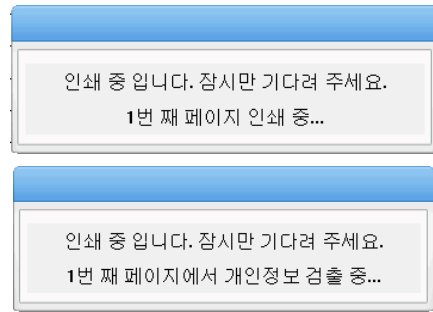 인쇄 중 입니다. 잠시만 기다려 주세요.
1번 째 페이지 인쇄 중...
인쇄 중 입니다. 잠시만 기다려 주세요.
1번 째 페이지에서 개인정보 검출 중...